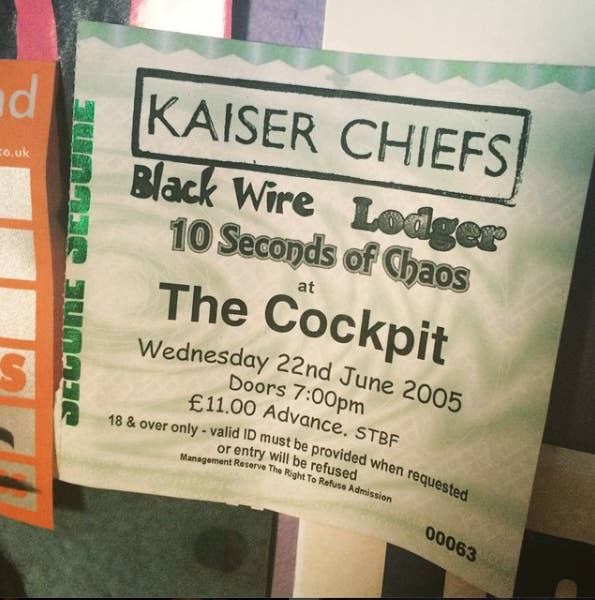 KAISER CHIEFS
Black Wire Lodger
10 Seconds of Chaos
at
The Cockpit
Wednesday 22nd June 2005
Doors 7:00pm
£11.00 Advance. STBF
18 & over only - valid ID must be provided when requested
or entry will be refused
Management Reserve The Right To Refuse Admission
00063
SECURE SECURE
co.uk
S